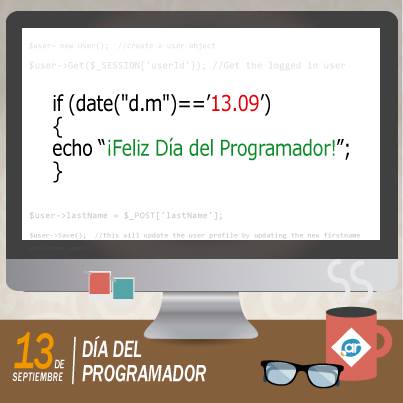 $user= new user();  //create a user object
$user->Get($_SESSION['userId']); //Get the logged in user
if (date("d.m")=='13.09')
{
echo “¡Feliz Día del Programador!”;
}
$user->lastName = $_POST['lastName'];
$user->Save();  //this will update the user profile by updating the new firstname
13 DE
SEPTIEMBRE
DÍA DEL
PROGRAMADOR